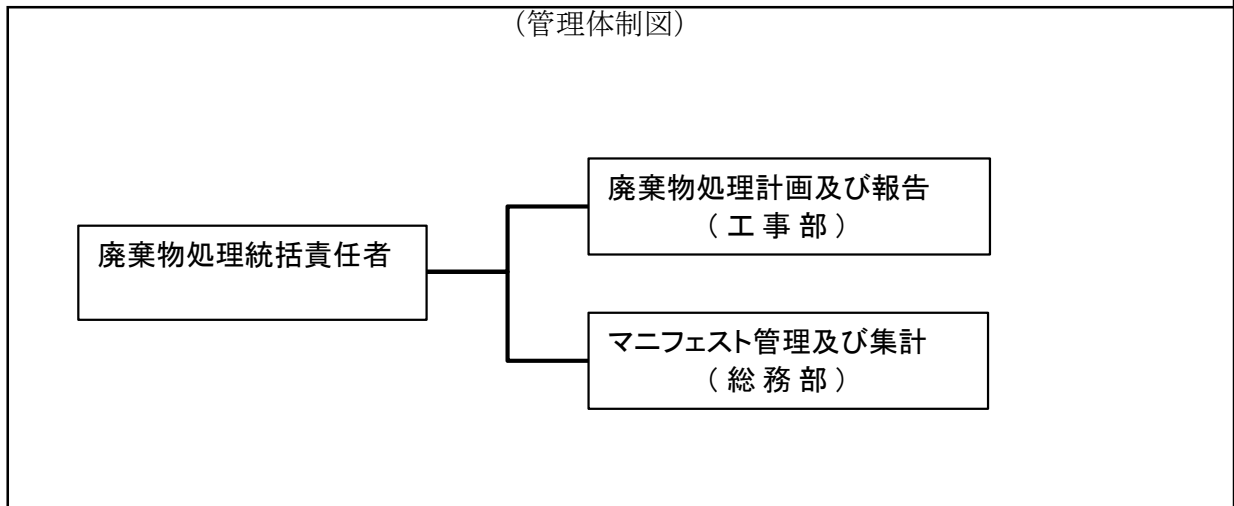 （管理体制図）
廃棄物処理計画及び報告
（ 工 事 部 ）
廃棄物処理統括責任者
マニフェスト管理及び集計
（ 総 務 部 ）